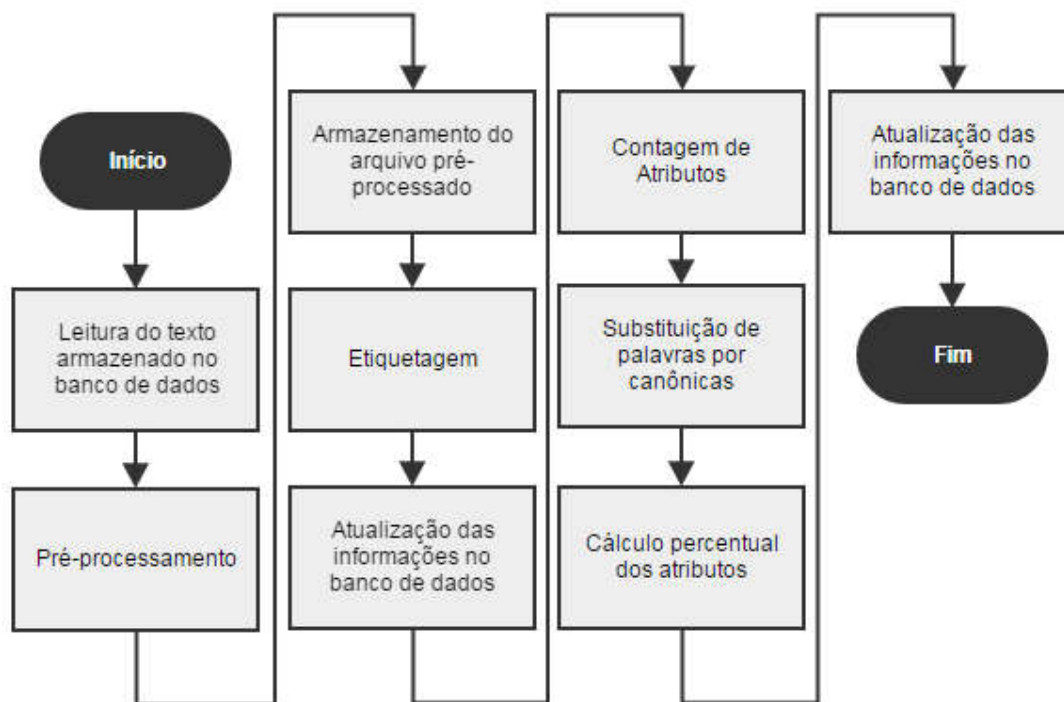 Início
Leitura do texto
armazenado no
banco de dados
Pré-processamento
Armazenamento do
arquivo pré-
processado
Etiquetagem
Atualização das
informações no
banco de dados
Contagem de
Atributos
Substituição de
palavras por
canônicas
Cálculo percentual
dos atributos
Atualização das
informações no
banco de dados
Fim